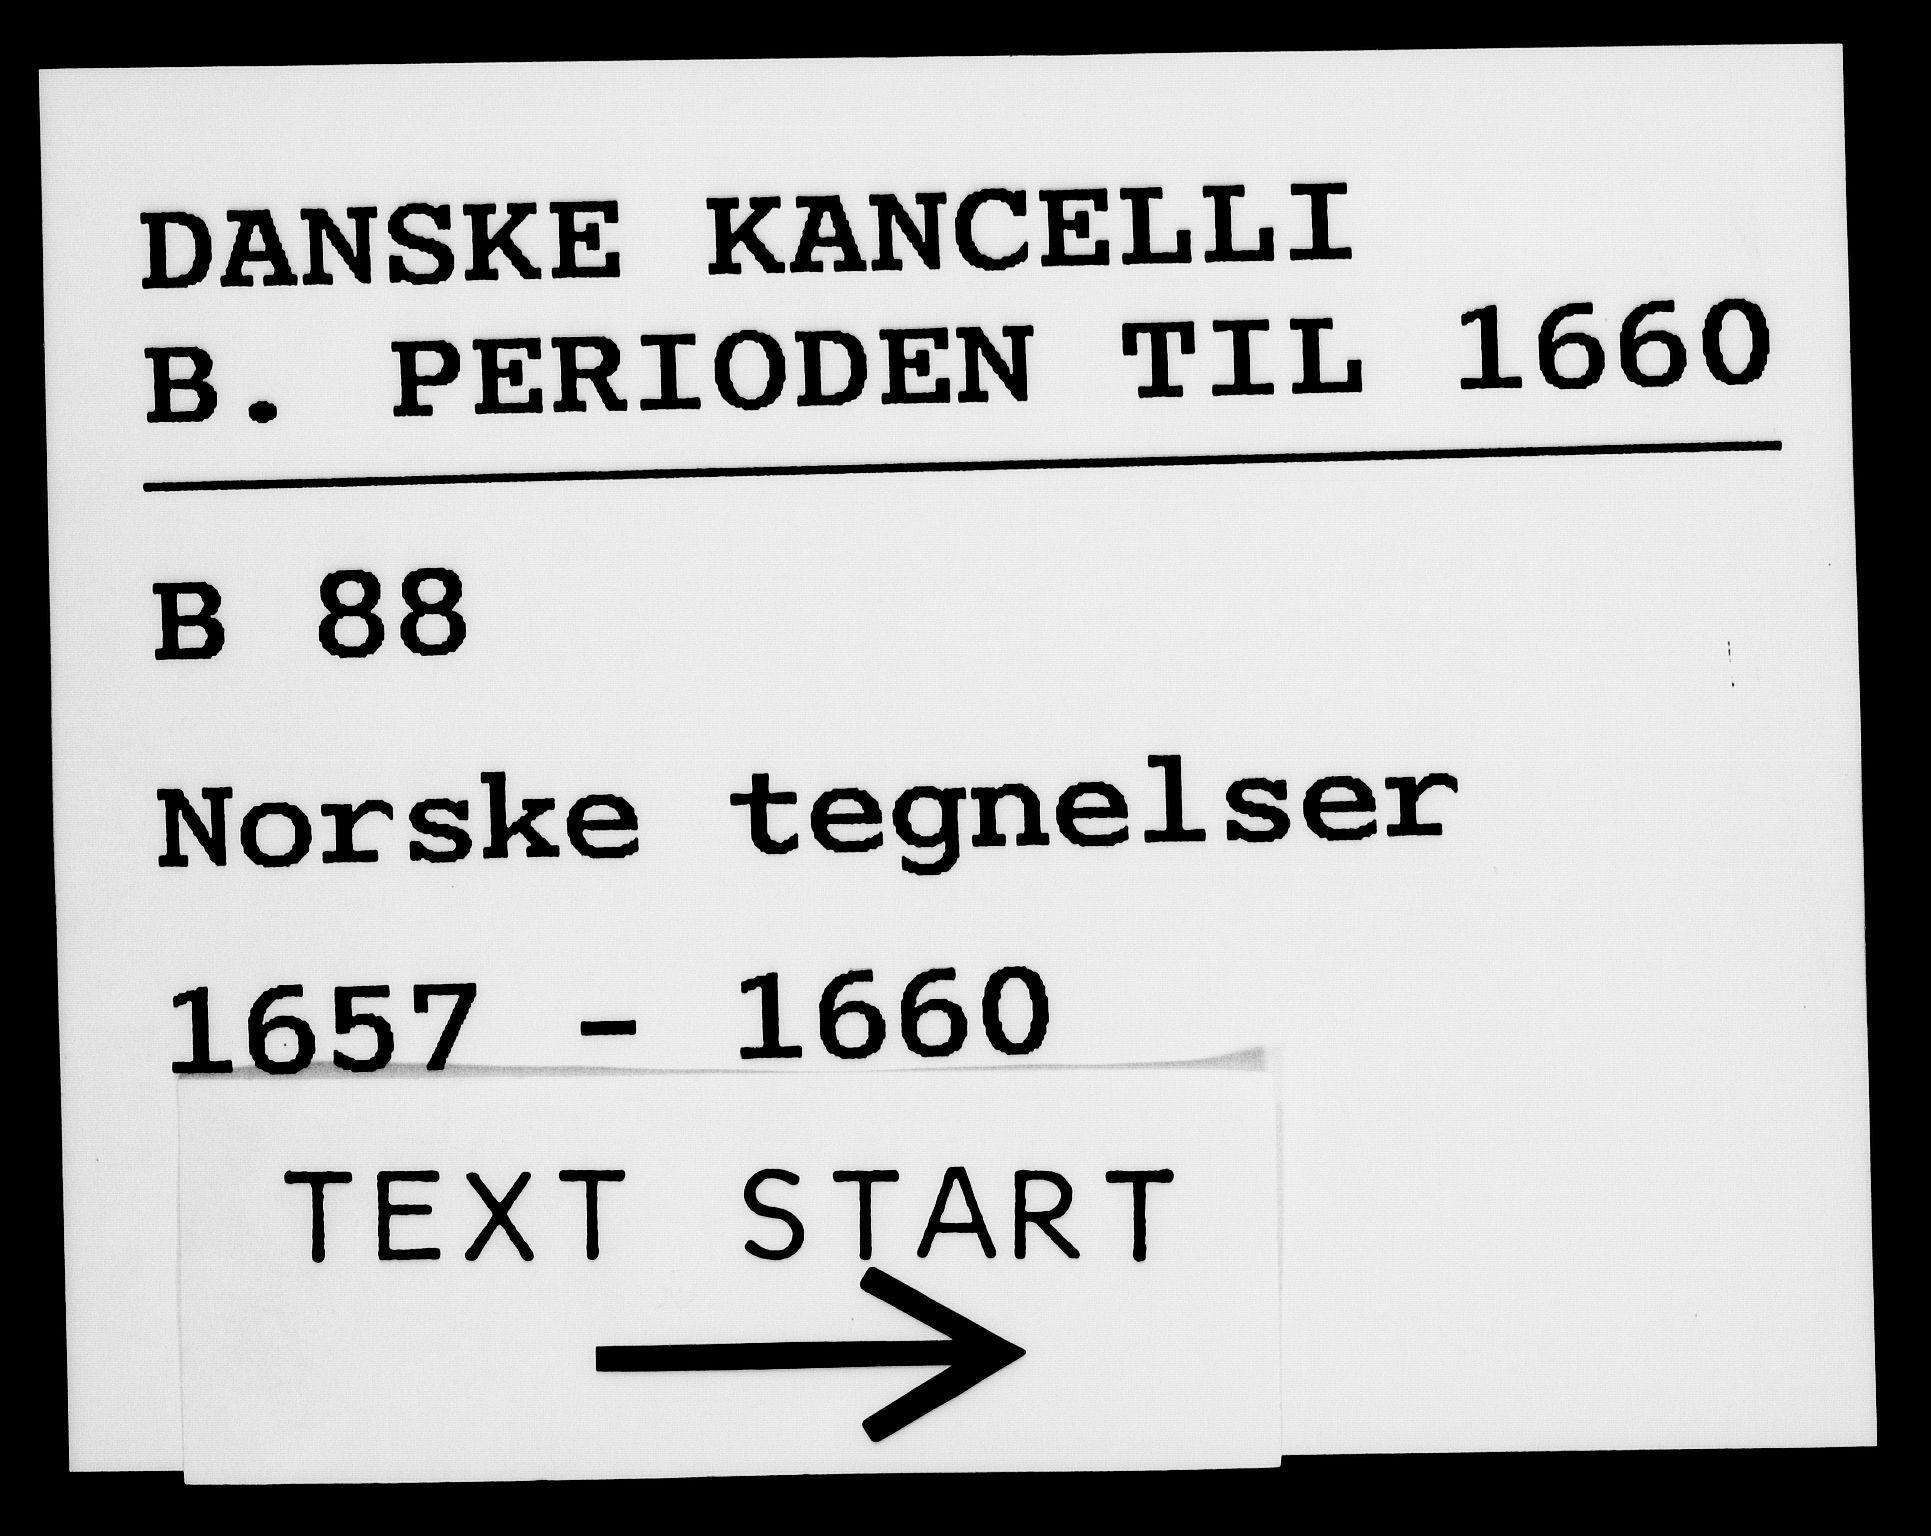 DANSKE KANCELLI
B. PERIODEN TIL 1660
B 88
Norske tegnelser
1657 - 1660
TEXT START